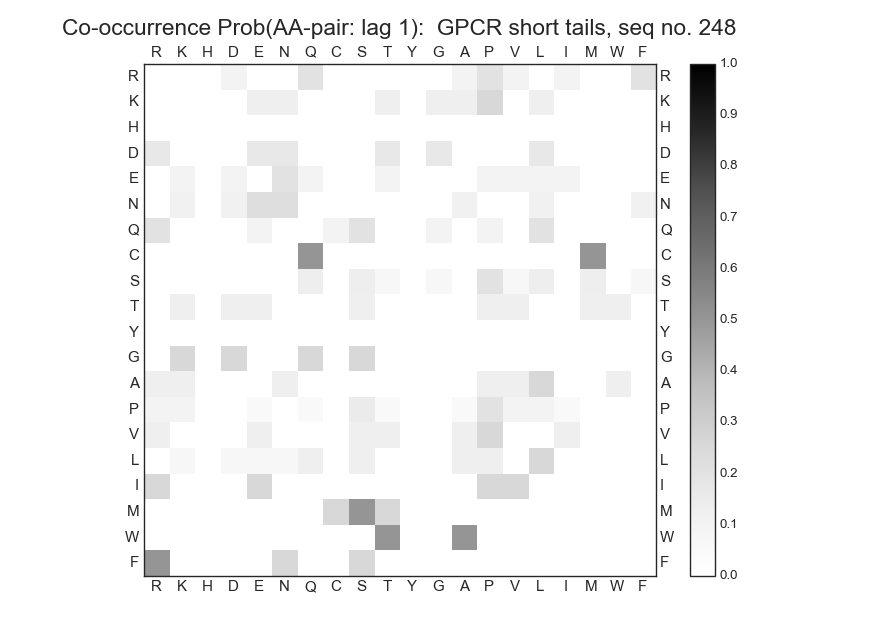 Co-occurrence Prob(AA-pair: lag 1):  GPCR short tails, seq no. 248
R K H D E N Q C S T Y G A P V L I M W F
R R 1.0
K K 0.9
H H
D D 0.8
E E
N N 0.7
Q Q
C C 0.6
S S
T T 0.5
Y Y
G G 0.4
A A
P P 0.3
V V
L L 0.2
I I
M M 0.1
W W
F F 0.0
R K H D E N Q C S T Y G A P V L I M W F